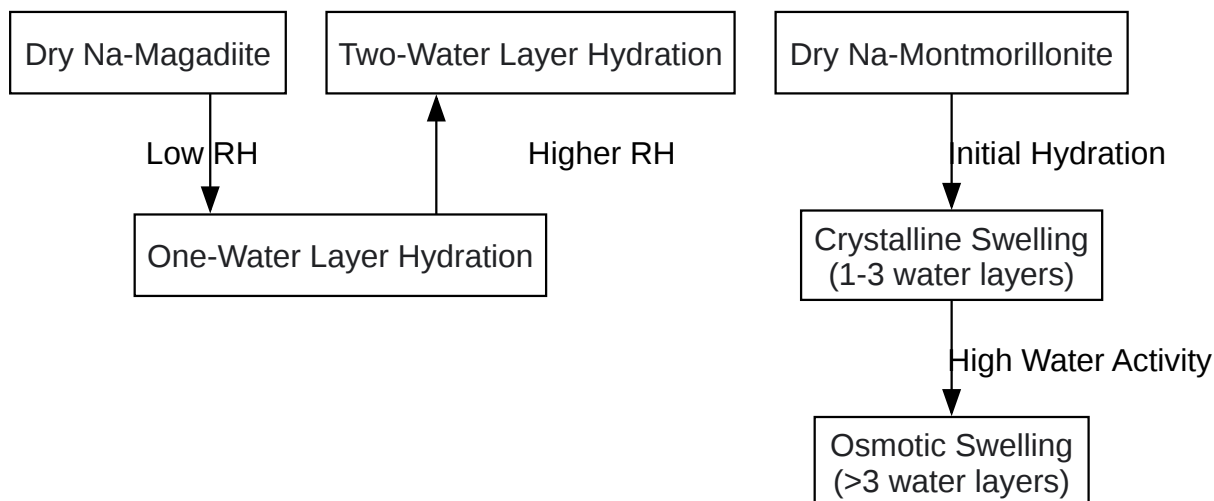 Dry Na-Magadiite
Two-Water Layer Hydration
Dry Na-Montmorillonite
Low RH
Higher RH
Initial Hydration
One-Water Layer Hydration
Crystalline Swelling
(1-3 water layers)
High Water Activity
Osmotic Swelling
(>3 water layers)